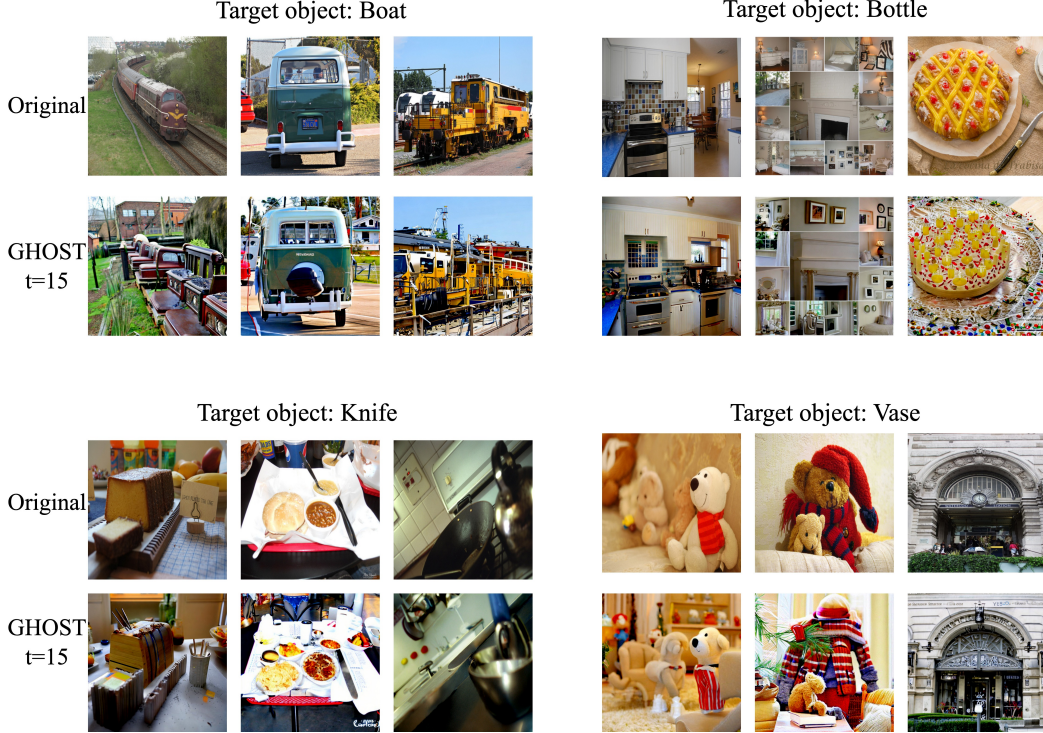 Target object: Boat
Target object: Bottle
Original
GHOST
t=15
Target object: Knife
Target object: Vase
Original
GHOST
t=15